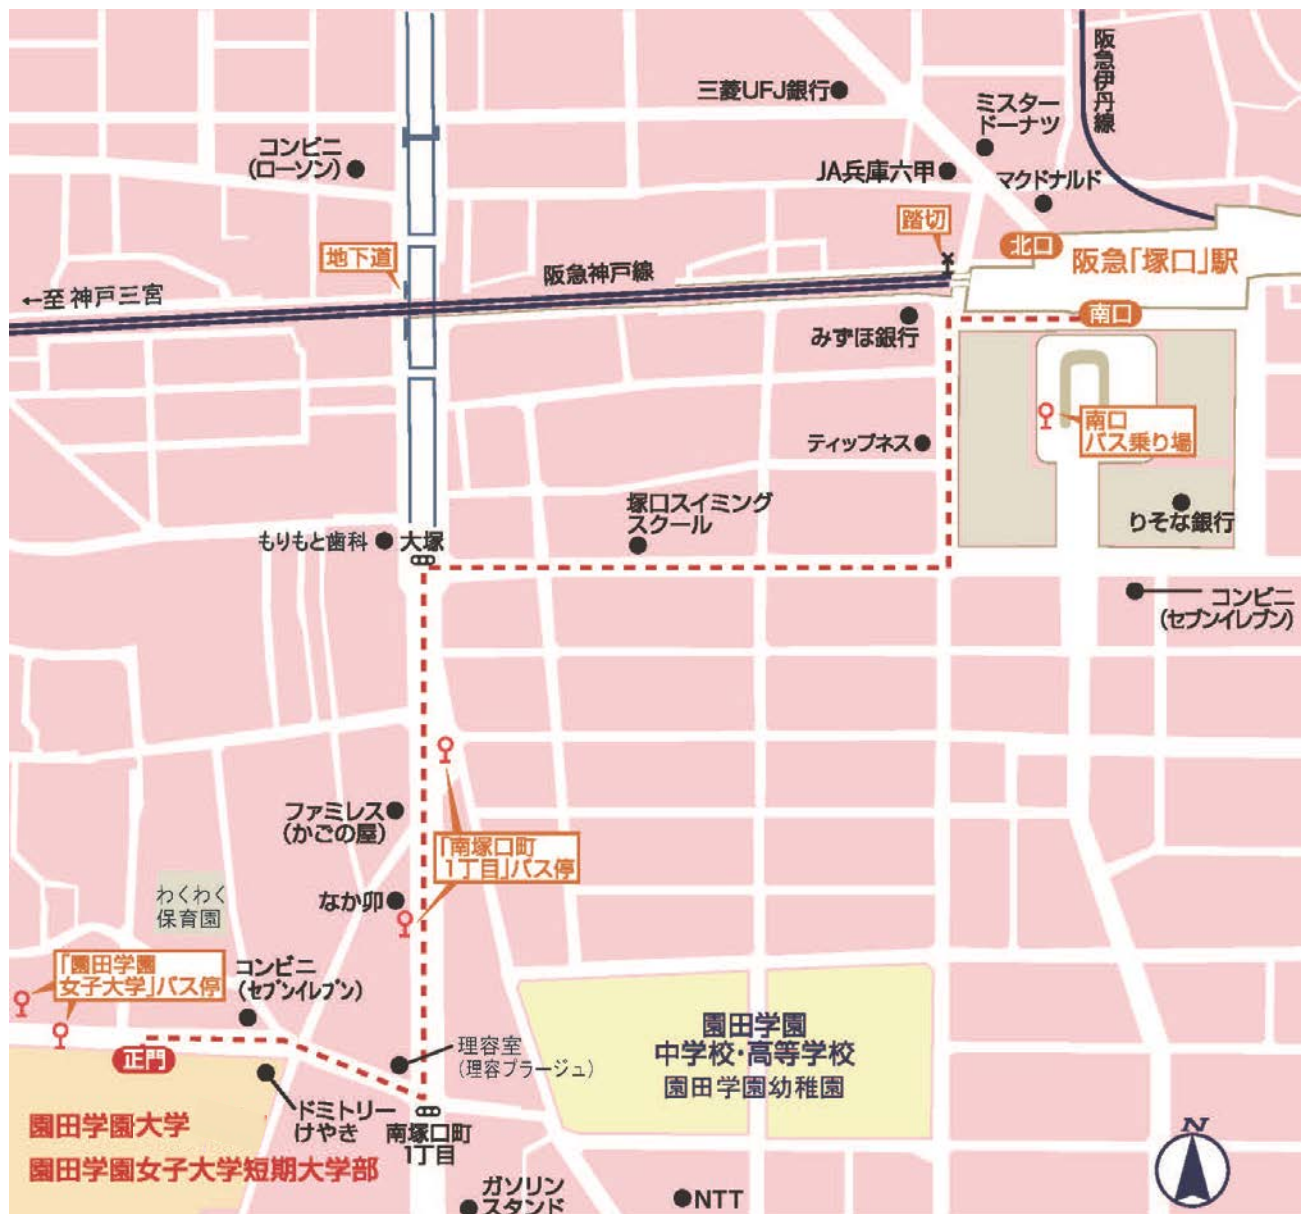 阪急伊丹線
三菱UFJ銀行
ミスター
ドーナツ
コンビニ
(ローソン)
JA兵庫六甲
マクドナルド
踏切
北口
地下道
阪急神戸線
阪急「塚口」駅
←至 神戸三宮
南口
みずほ銀行
南口
バス乗り場
ティップネス
塚口スイミング
スクール
りそな銀行
もりもと歯科
大塚
コンビニ
(セブンイレブン)
ファミレス
(かごの屋)
「南塚口町
1丁目」バス停
わくわく
保育園
なか卯
「園田学園
女子大学」バス停
コンビニ
(セブンイレブン)
園田学園
中学校・高等学校
園田学園幼稚園
理容室
(理容プラージュ)
正門
ドミトリー
けやき
南塚口町
1丁目
園田学園大学
園田学園女子大学短期大学部
N
ガソリン
スタンド
NTT